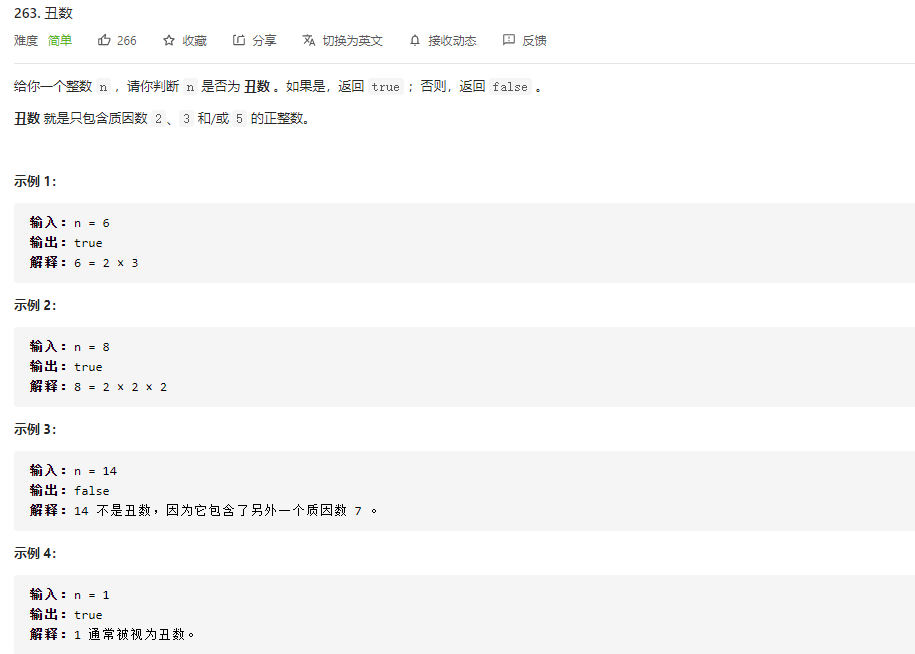 263. 丑数
难度 简单 266 收藏 分享 切换为英文 接收动态 反馈
给你一个整数 n ，请你判断 n 是否为 丑数 。如果是，返回 true ；否则，返回 false 。
丑数 就是只包含质因数 2、3 和/或 5 的正整数。
示例 1：
输入：n = 6
输出：true
解释：6 = 2 × 3
示例 2：
输入：n = 8
输出：true
解释：8 = 2 × 2 × 2
示例 3：
输入：n = 14
输出：false
解释：14 不是丑数，因为它包含了另外一个质因数 7 。
示例 4：
输入：n = 1
输出：true
解释：1 通常被视为丑数。